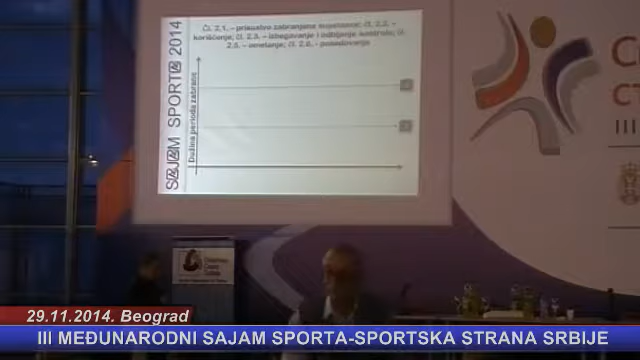 Čl. 2.1. - prisustvo zabranjene supstance; čl. 2.2. -
korišćenje; čl. 2.3. - izbegavanje i odbijanje kontrole; čl.
2.5. - ometanje; čl. 2.6. - posedovanje
SAJAM SPORTA 2014
Dužina perioda zabrane
III
29.11.2014. Beograd
III MEĐUNARODNI SAJAM SPORTA-SPORTSKA STRANA SRBIJE